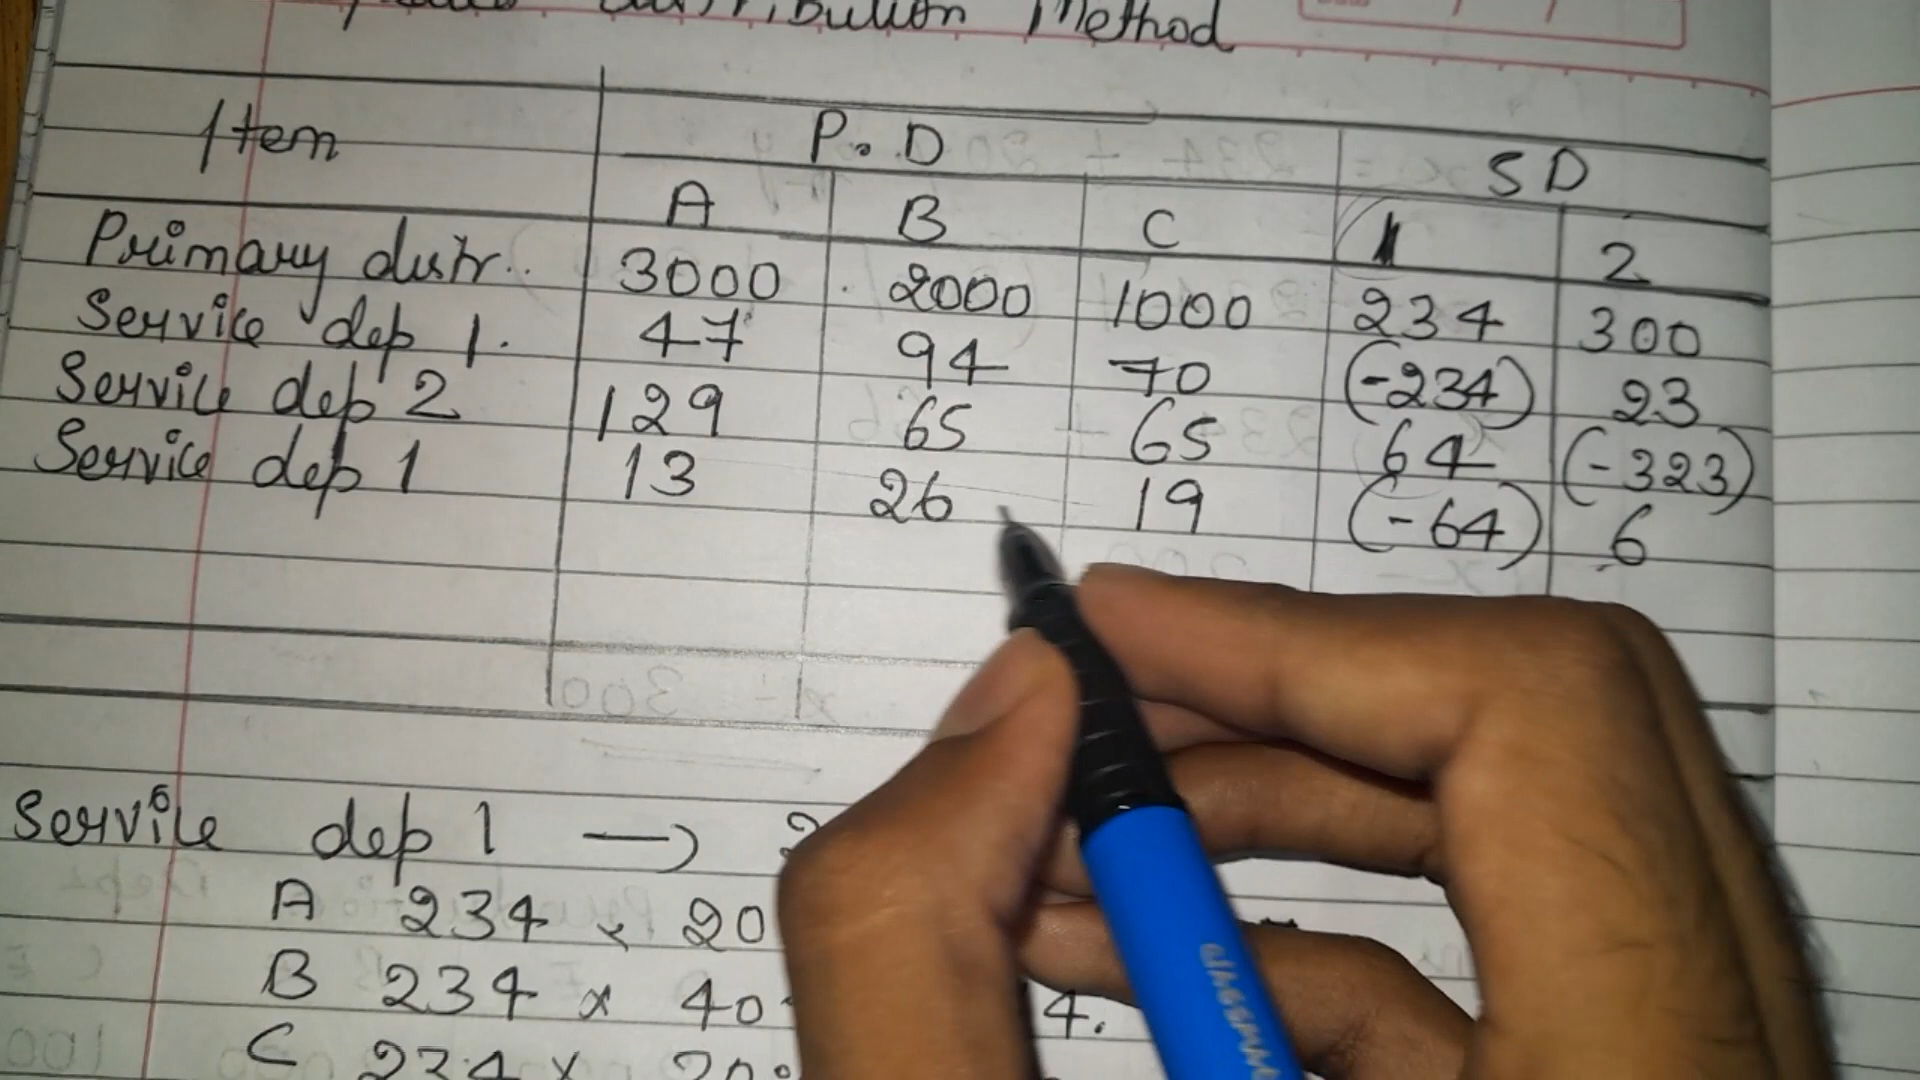 Distribution Method
Item P.D SD
A B C 1 2
Primary distr.. 3000 2000 1000 234 300
Service dep 1. 47 94 70 (-234) 23
Service dep 2 129 65 65 64 (-323)
Service dep 1 13 26 19 (-64) 6
Service dep 1 →
A 234 x 20
B 234 x 40 4.
C 234 x